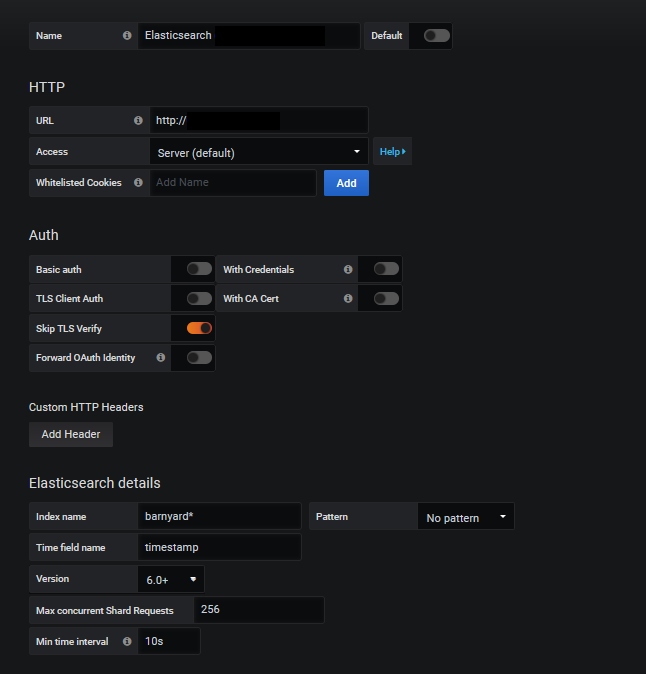 Name Elasticsearch Default
HTTP
URL http://
Access Server (default) Help
Whitelisted Cookies Add Name Add
Auth
Basic auth With Credentials
TLS Client Auth With CA Cert
Skip TLS Verify
Forward OAuth Identity
Custom HTTP Headers
Add Header
Elasticsearch details
Index name barnyard* Pattern No pattern
Time field name timestamp
Version 6.0+
Max concurrent Shard Requests 256
Min time interval 10s